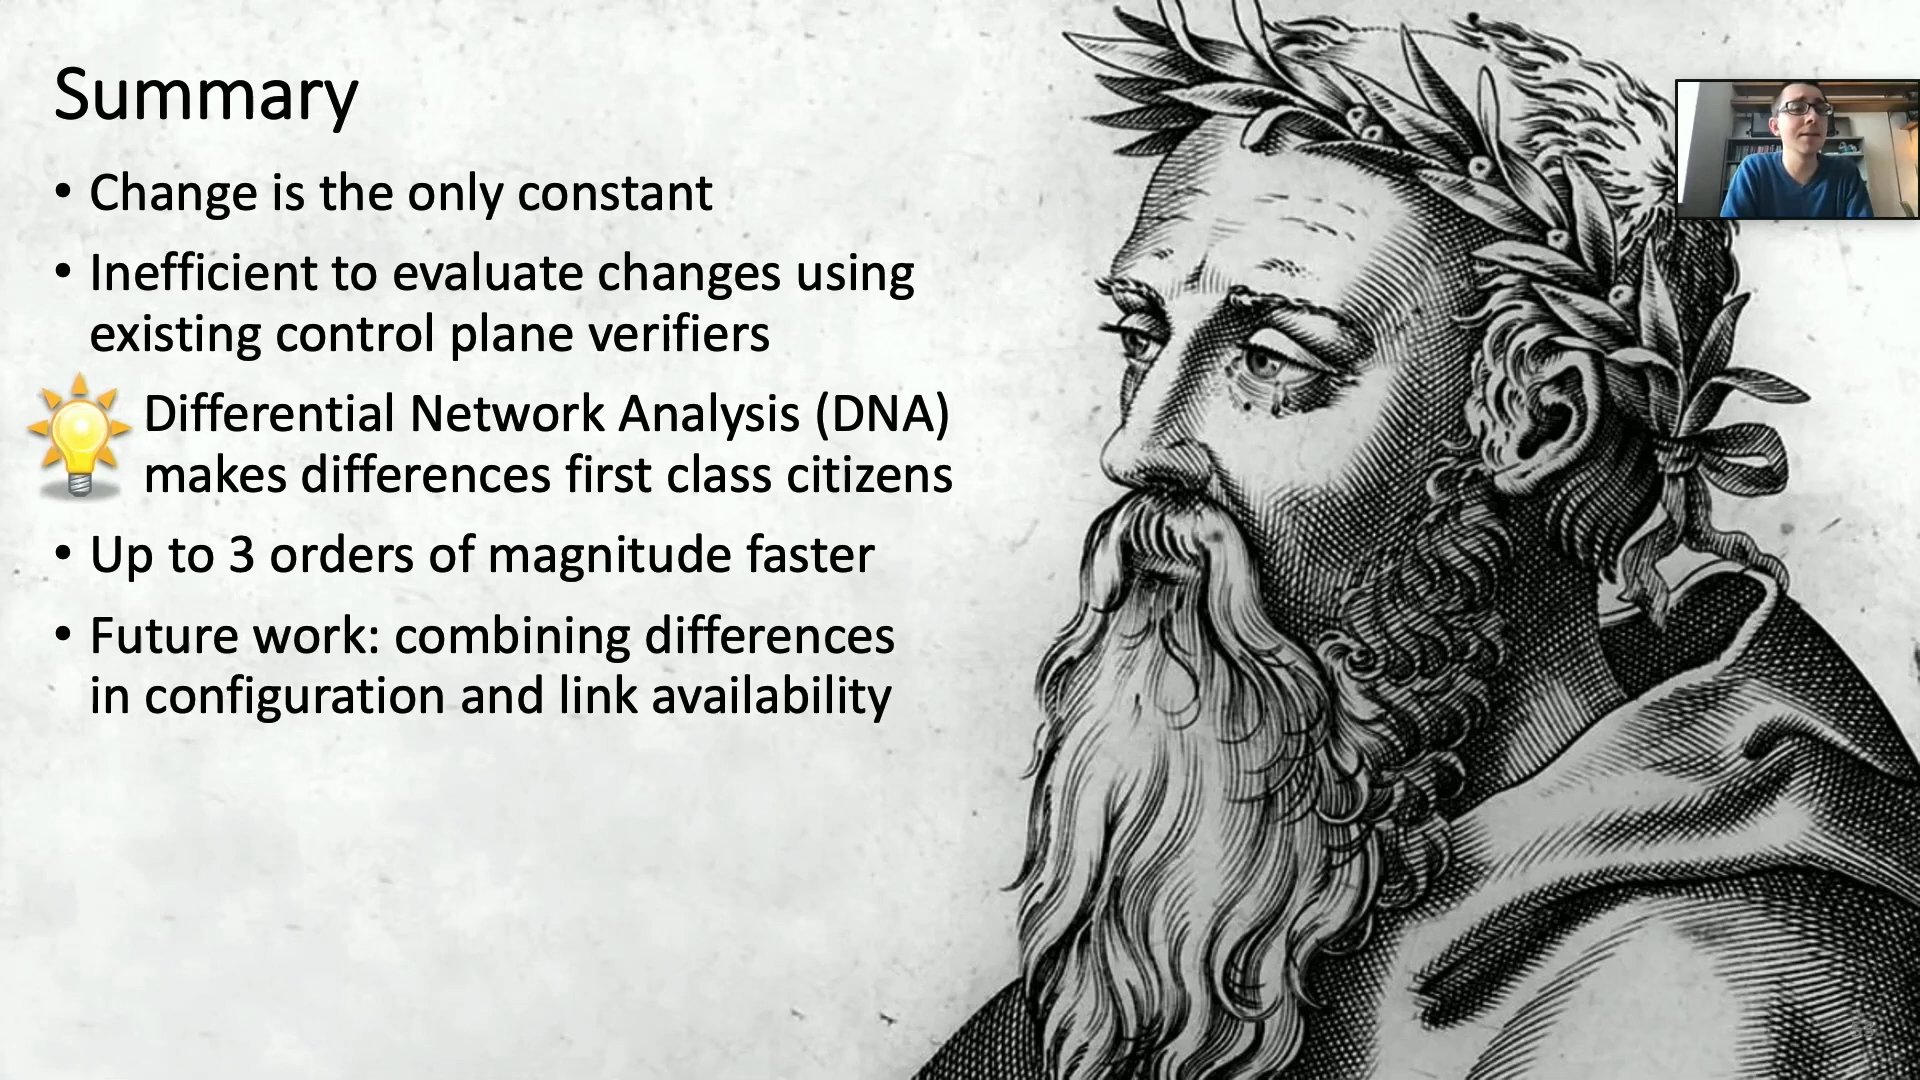 Summary
• Change is the only constant
• Inefficient to evaluate changes using
existing control plane verifiers
Differential Network Analysis (DNA)
makes differences first class citizens
• Up to 3 orders of magnitude faster
• Future work: combining differences
in configuration and link availability